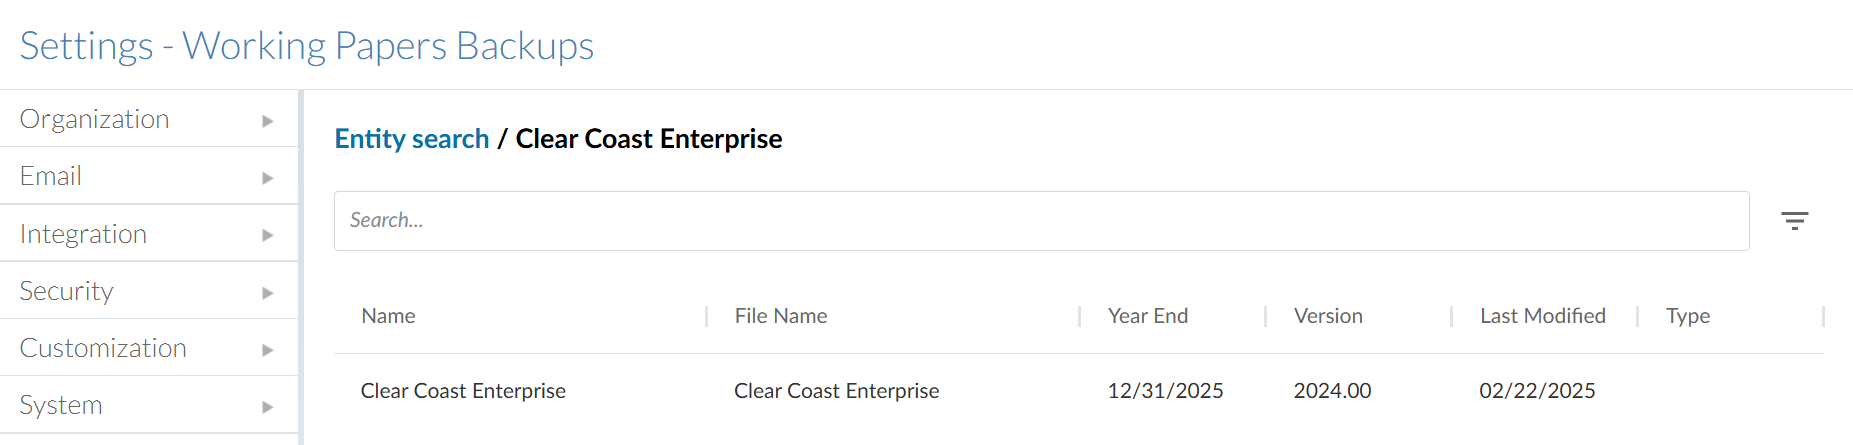 Settings - Working Papers Backups
Organization
Email
Integration
Security
Customization
System
Entity search / Clear Coast Enterprise
Search...
Name File Name Year End Version Last Modified Type
Clear Coast Enterprise Clear Coast Enterprise 12/31/2025 2024.00 02/22/2025